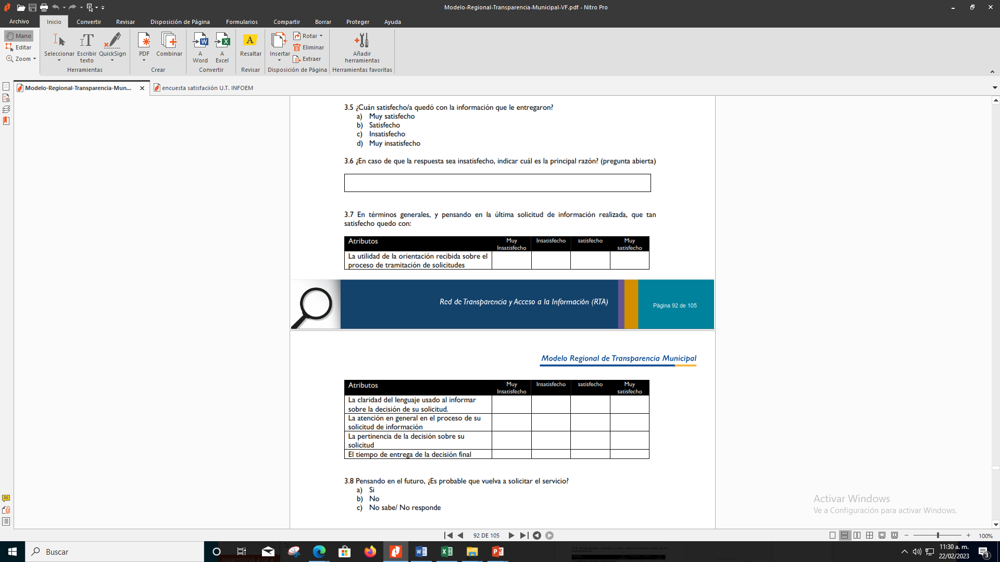 Modelo-Regional-Transparencia-Municipal-VF.pdf - Nitro Pro
Archivo Inicio Convertir Revisar Disposición de Página Formularios Compartir Borrar Proteger Ayuda
Mano
Editar
Zoom
Seleccionar Escribir texto QuickSign
Herramientas
PDF Combinar
Crear
A Word A Excel
Convertir
Resaltar
Revisar
Insertar Rotar Eliminar Extraer
Disposición de Página
Añadir herramientas
Herramientas favoritas
Modelo-Regional-Transparencia-Mun... encuesta satisfaciión U.T. INFOEM
3.5 ¿Cuán satisfecho/a quedó con la información que le entregaron?
a) Muy satisfecho
b) Satisfecho
c) Insatisfecho
d) Muy insatisfecho
3.6 ¿En caso de que la respuesta sea insatisfecho, indicar cuál es la principal razón? (pregunta abierta)
3.7 En términos generales, y pensando en la última solicitud de información realizada, que tan
satisfecho quedo con:
Atributos Muy Insatisfecho Insatisfecho satisfecho Muy satisfecho
La utilidad de la orientación recibida sobre el
proceso de tramitación de solicitudes
Red de Transparencia y Acceso a la Información (RTA)
Página 92 de 105
Modelo Regional de Transparencia Municipal
Atributos Muy Insatisfecho Insatisfecho satisfecho Muy satisfecho
La claridad del lenguaje usado al informar
sobre la decisión de su solicitud.
La atención en general en el proceso de su
solicitud de información
La pertinencia de la decisión sobre su
solicitud
El tiempo de entrega de la decisión final
3.8 Pensando en el futuro, ¿Es probable que vuelva a solicitar el servicio?
a) Si
b) No
c) No sabe/ No responde
Activar Windows
Ve a Configuración para activar Windows.
92 DE 105
100%
Buscar
DIAPOSITIVA 4 DE 4
11:30 a. m.
22/02/2023
3